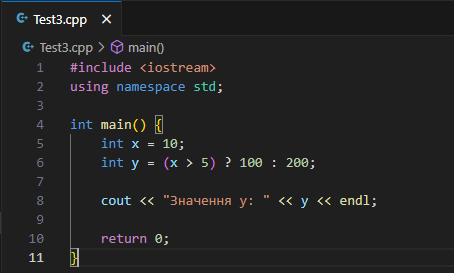 Test3.cpp
Test3.cpp > main()
1 #include <iostream>
2 using namespace std;
3
4 int main() {
5     int x = 10;
6     int y = (x > 5) ? 100 : 200;
7
8     cout << "Значення y: " << y << endl;
9
10     return 0;
11 }